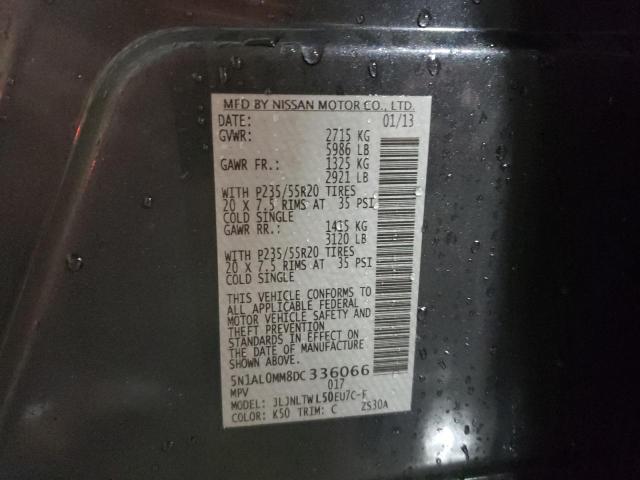 MFD BY NISSAN MOTOR CO., LTD.
DATE: 01/13
GVWR: 2715 KG
5986 LB
GAWR FR.: 1325 KG
2921 LB
WITH P235/55R20 TIRES
20 X 7.5 RIMS AT 35 PSI
COLD SINGLE
GAWR RR.: 1415 KG
3120 LB
WITH P235/55R20 TIRES
20 X 7.5 RIMS AT 35 PSI
COLD SINGLE
THIS VEHICLE CONFORMS TO
ALL APPLICABLE FEDERAL
MOTOR VEHICLE SAFETY AND
THEFT PREVENTION
STANDARDS IN EFFECT ON
THE DATE OF MANUFACTURE
SHOWN ABOVE.
5N1AL0MM8DC336066
MPV 017
MODEL: JLJNLTWL50EU7C-F
COLOR: K50 TRIM: C ZS30A